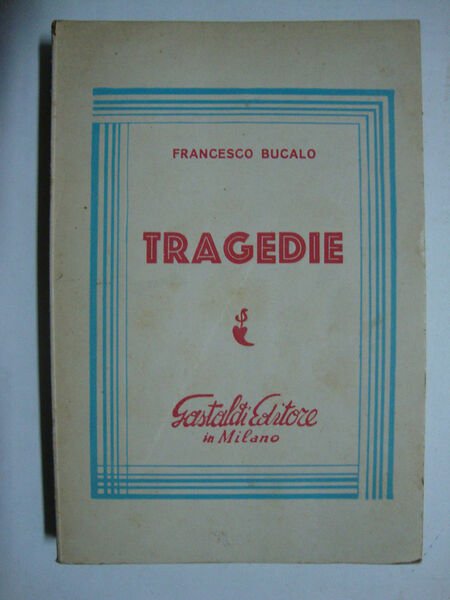 FRANCESCO BUCALO
TRAGEDIE
Gastaldi Editore
in Milano